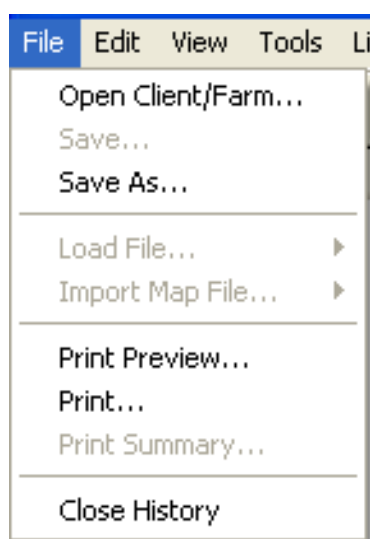 File Edit View Tools Li
Open Client/Farm...
Save...
Save As...
Load File...
Import Map File...
Print Preview...
Print...
Print Summary...
Close History